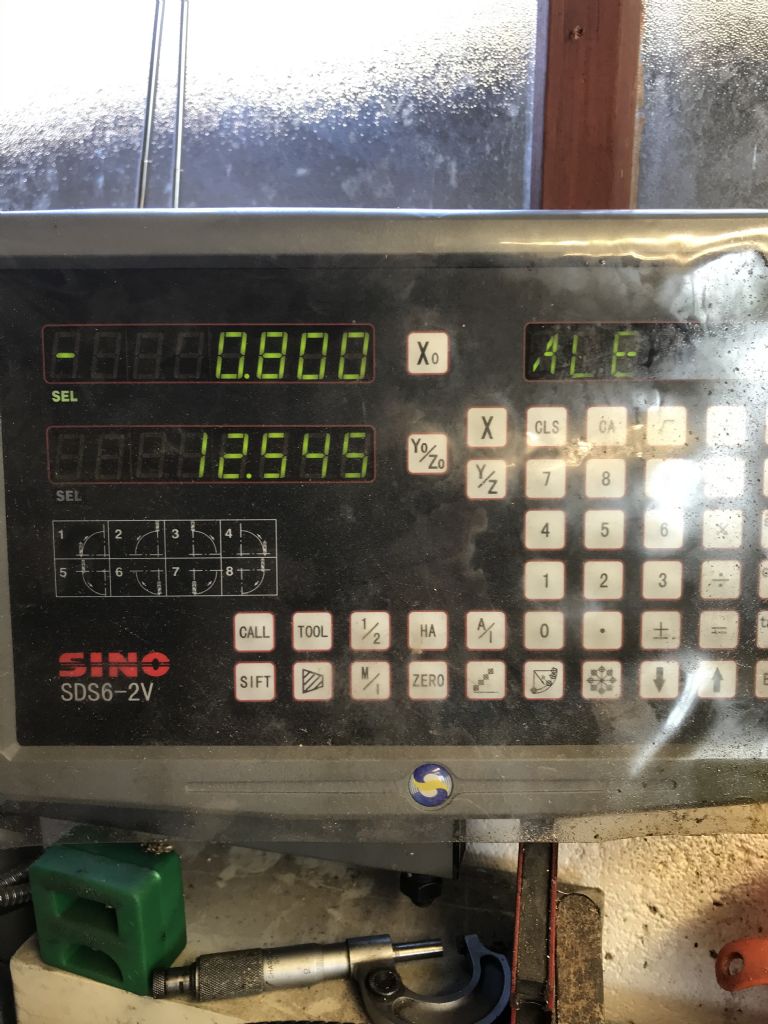 - 0.800
X0
ALE
SEL
12.545
Y0/Z0
X
CLS
CA
SEL
Y/Z
7
8
1 2 3 4
4
5
6
5 6 7 8
1
2
3
CALL
TOOL
1/2
HA
A/I
0
.
±
=
SINO
SDS6-2V
SIFT
M/I
ZERO